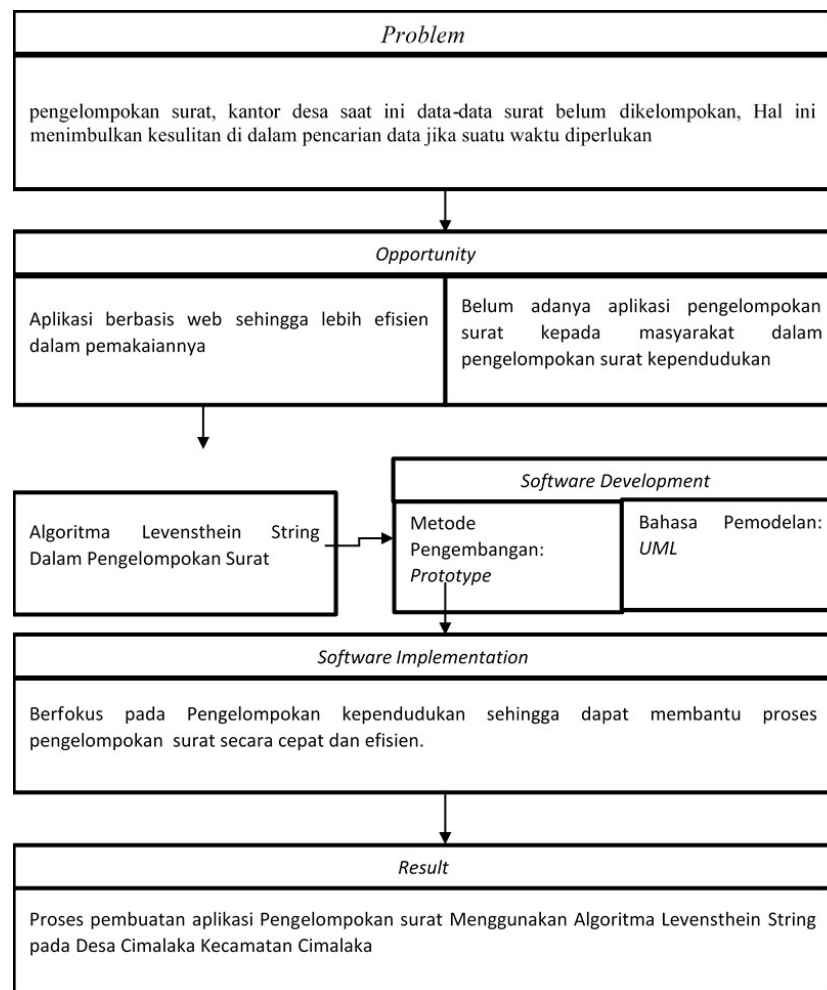 Problem
pengelompokan surat, kantor desa saat ini data-data surat belum dikelompokan, Hal ini
menimbulkan kesulitan di dalam pencarian data jika suatu waktu diperlukan
Opportunity
Aplikasi berbasis web sehingga lebih efisien
dalam pemakaiannya
Belum adanya aplikasi pengelompokan
surat kepada masyarakat dalam
pengelompokan surat kependudukan
Algoritma Levensthein String
Dalam Pengelompokan Surat
Software Development
Metode
Pengembangan:
Prototype
Bahasa Pemodelan:
UML
Software Implementation
Berfokus pada Pengelompokan kependudukan sehingga dapat membantu proses
pengelompokan surat secara cepat dan efisien.
Result
Proses pembuatan aplikasi Pengelompokan surat Menggunakan Algoritma Levensthein String
pada Desa Cimalaka Kecamatan Cimalaka